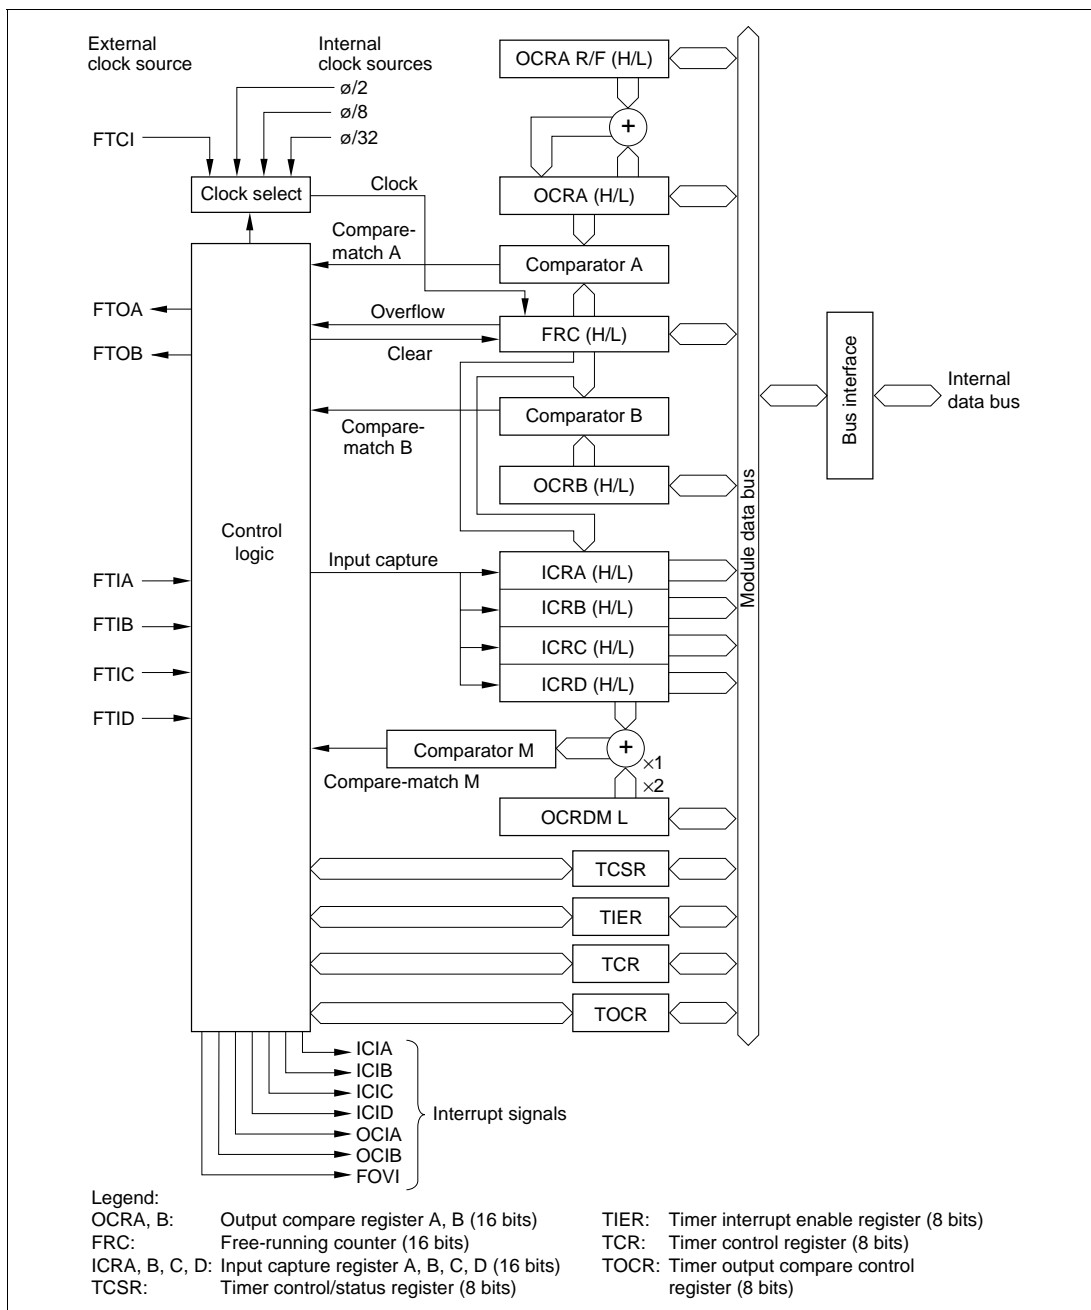 External
clock source
Internal
clock sources
ø/2
ø/8
ø/32
FTCI
Clock select
Clock
OCRA R/F (H/L)
+
OCRA (H/L)
Compare-
match A
Comparator A
FTOA
Overflow
FRC (H/L)
FTOB
Clear
Bus interface
Internal
data bus
Compare-
match B
Comparator B
OCRB (H/L)
Module data bus
Control
logic
Input capture
FTIA
FTIB
FTIC
FTID
ICRA (H/L)
ICRB (H/L)
ICRC (H/L)
ICRD (H/L)
+
×1
×2
Comparator M
Compare-match M
OCRDM L
TCSR
TIER
TCR
TOCR
ICIA
ICIB
ICIC
ICID
OCIA
OCIB
FOVI
Interrupt signals
Legend:
OCRA, B: Output compare register A, B (16 bits)
FRC: Free-running counter (16 bits)
ICRA, B, C, D: Input capture register A, B, C, D (16 bits)
TCSR: Timer control/status register (8 bits)
TIER: Timer interrupt enable register (8 bits)
TCR: Timer control register (8 bits)
TOCR: Timer output compare control
register (8 bits)